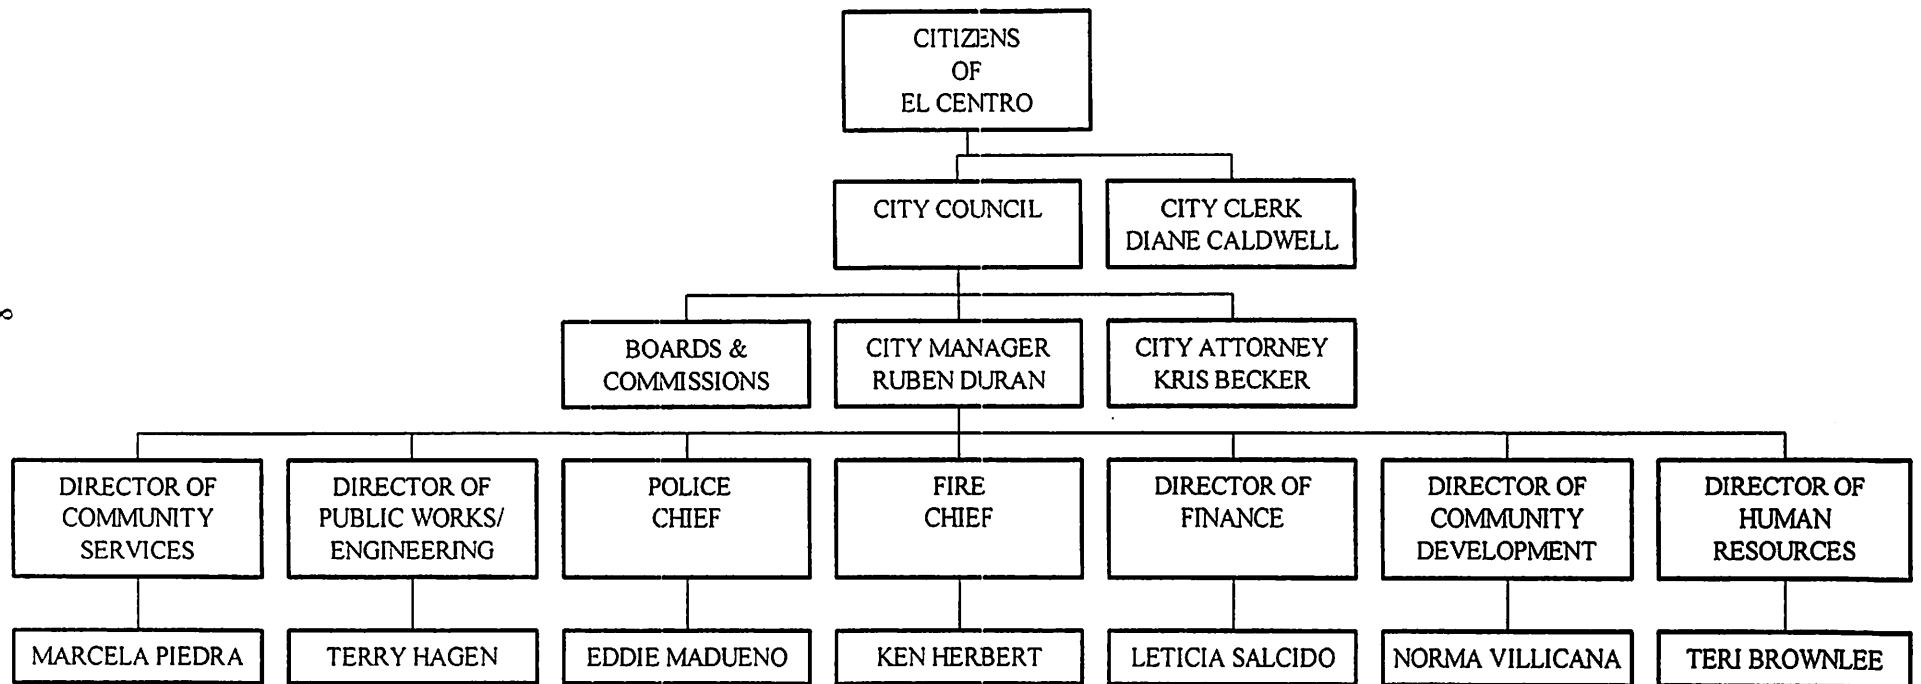 CITIZENS
OF
EL CENTRO
CITY COUNCIL
CITY CLERK
DIANE CALDWELL
8
BOARDS &
COMMISSIONS
CITY MANAGER
RUBEN DURAN
CITY ATTORNEY
KRIS BECKER
DIRECTOR OF
COMMUNITY
SERVICES
DIRECTOR OF
PUBLIC WORKS/
ENGINEERING
POLICE
CHIEF
FIRE
CHIEF
DIRECTOR OF
FINANCE
DIRECTOR OF
COMMUNITY
DEVELOPMENT
DIRECTOR OF
HUMAN
RESOURCES
MARCELA PIEDRA
TERRY HAGEN
EDDIE MADUENO
KEN HERBERT
LETICIA SALCIDO
NORMA VILLICANA
TERI BROWNLEE